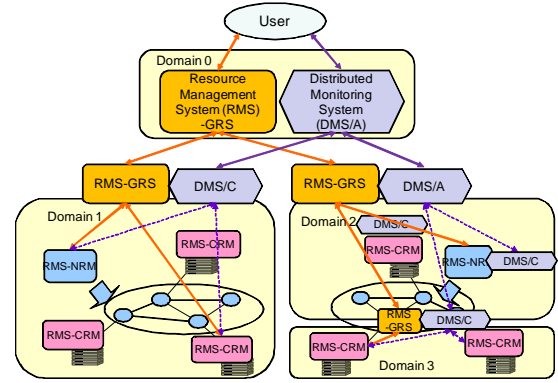 User
Domain 0
Resource
Management
System (RMS)
-GRS
Distributed
Monitoring
System
(DMS/A)
RMS-GRS
DMS/C
RMS-GRS
DMS/A
Domain 1
RMS-CRM
RMS-NRM
RMS-CRM
RMS-CRM
Domain 2
DMS/C
RMS-CRM
RMS-NR
DMS/C
RMS
-GRS
DMS/C
RMS-CRM
RMS-CRM
Domain 3